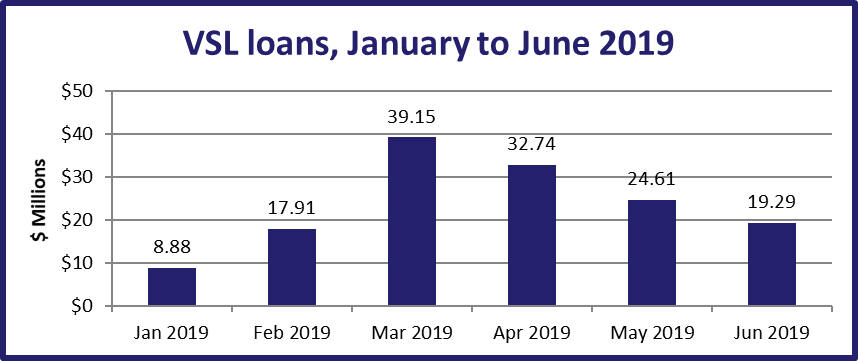 VSL loans, January to June 2019
$ Millions
$50
$40
$30
$20
$10
$0
8.88
17.91
39.15
32.74
24.61
19.29
Jan 2019
Feb 2019
Mar 2019
Apr 2019
May 2019
Jun 2019